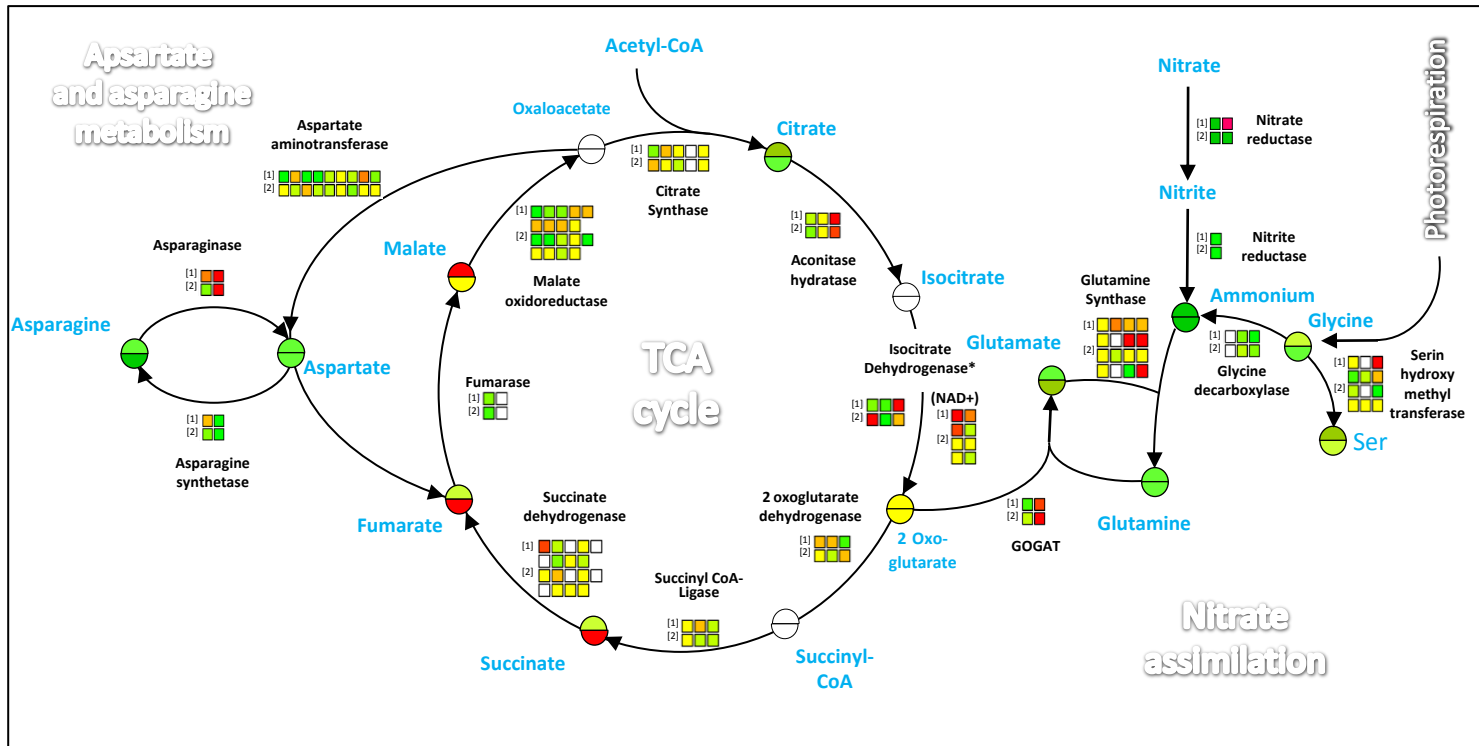 Apsartate
and asparagine
metabolism
Acetyl-CoA
Oxaloacetate
Citrate
Nitrate
Photorespiration
Aspartate
aminotransferase
[1]
[2]
[1]
[2]
Citrate
Synthase
[1]
[2]
Nitrate
reductase
Nitrite
Asparaginase
[1]
[2]
Malate
[1]
[2]
Malate
oxidoreductase
[1]
[2]
Aconitase
hydratase
Isocitrate
[1]
[2]
Nitrite
reductase
Glutamine
Synthase
[1]
[2]
Ammonium
Glycine
Asparagine
Aspartate
TCA
cycle
Isocitrate
Dehydrogenase*
(NAD+)
[1]
[2]
[1]
[2]
Glutamate
[1]
[2]
Glycine
decarboxylase
[1]
[2]
Serin
hydroxy
methyl
transferase
Ser
Fumarase
[1]
[2]
[1]
[2]
Asparagine
synthetase
Fumarate
Succinate
dehydrogenase
[1]
[2]
2 oxoglutarate
dehydrogenase
[1]
[2]
2 Oxo-
glutarate
[1]
[2]
GOGAT
Glutamine
Succinyl CoA-
Ligase
[1]
[2]
Succinate
Succinyl-
CoA
Nitrate
assimilation